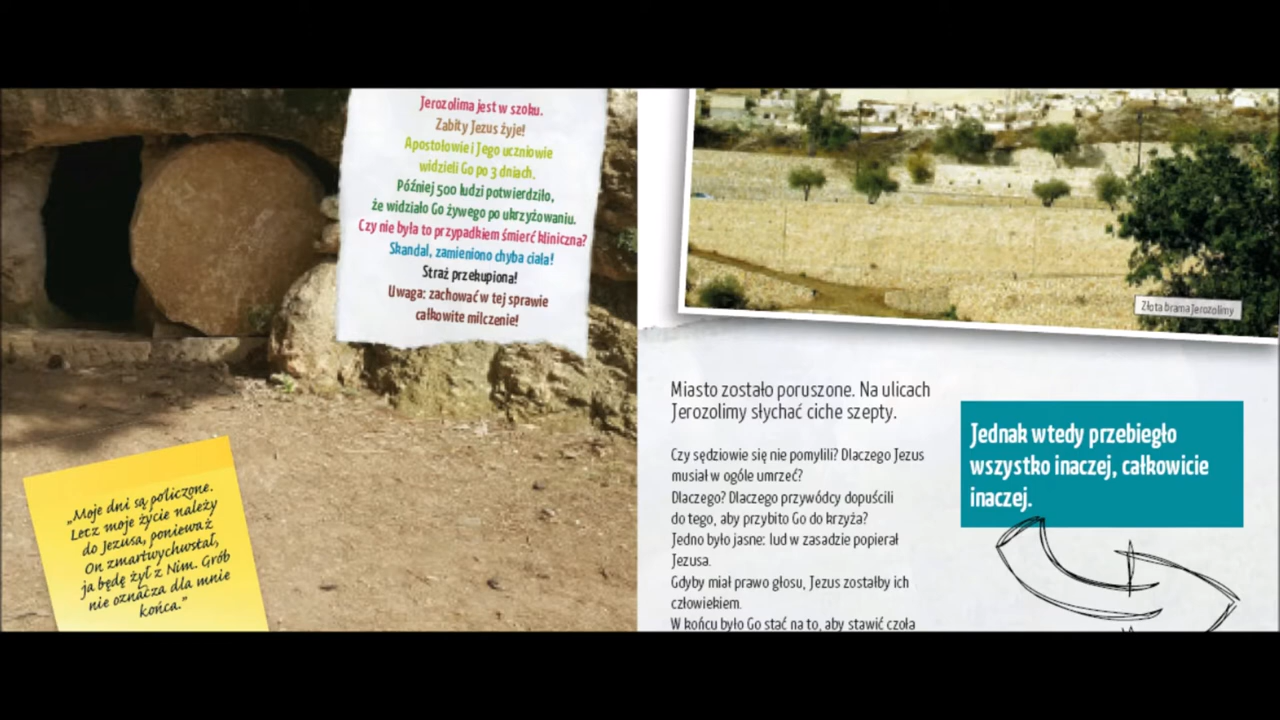 Jerozolima jest w szoku.
Zabity Jezus żyje!
Apostołowie i Jego uczniowie
widzieli Go po 3 dniach.
Później 500 ludzi potwierdziło,
że widziało Go żywego po ukrzyżowaniu.
Czy nie była to przypadkiem śmierć kliniczna?
Skandal, zamieniono chyba ciała!
Straż przekupiona!
Uwaga: zachować w tej sprawie
całkowite milczenie!
„Moje dni są policzone.
Lecz moje życie należy
do Jezusa, ponieważ
On zmartwychwstał,
ja będę żył z Nim. Grób
nie oznacza dla mnie
końca.”
Złota brama Jerozolimy
Miasto zostało poruszone. Na ulicach
Jerozolimy słychać ciche szepty.
Czy sędziowie się nie pomylili? Dlaczego Jezus
musiał w ogóle umrzeć?
Dlaczego? Dlaczego przywódcy dopuścili
do tego, aby przybito Go do krzyża?
Jedno było jasne: lud w zasadzie popierał
Jezusa.
Gdyby miał prawo głosu, Jezus zostałby ich
człowiekiem.
W końcu było Go stać na to, aby stawić czoła
Jednak wtedy przebiegło
wszystko inaczej, całkowicie
inaczej.